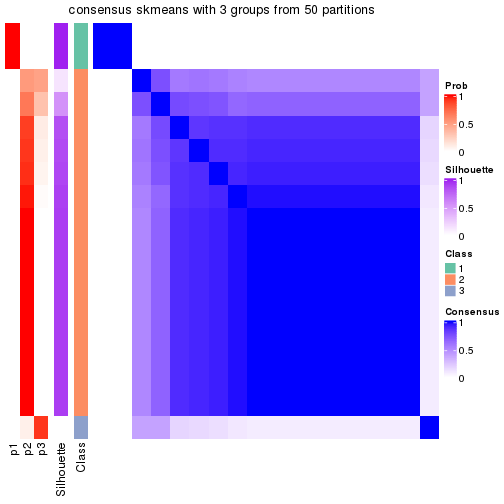 consensus skmeans with 3 groups from 50 partitions
Prob
1
0.5
0
Silhouette
1
0.5
0
Class
1
2
3
Consensus
1
0.5
0
p1
p2
p3
Silhouette
Class